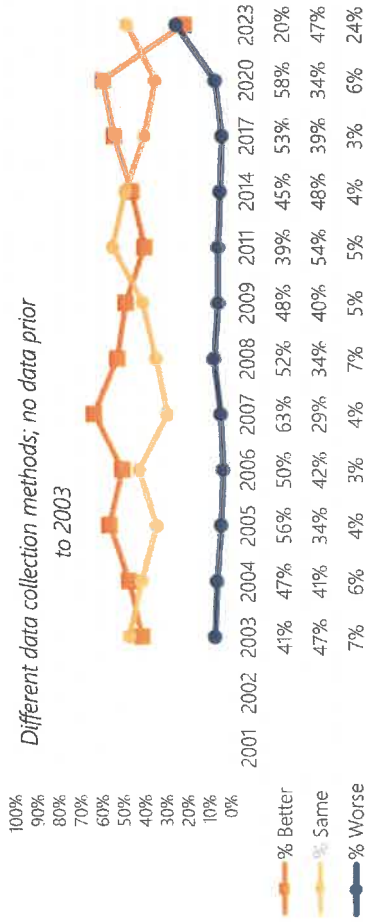 Different data collection methods; no data prior
to 2003
100%
90%
80%
70%
60%
50%
40%
30%
20%
10%
0%
2001 2002 2003 2004 2005 2006 2007 2008 2009 2011 2014 2017 2020 2023
% Better 41% 47% 56% 50% 63% 52% 48% 39% 45% 53% 58% 20%
% Same 47% 41% 34% 42% 29% 34% 40% 54% 48% 39% 34% 47%
% Worse 7% 6% 4% 3% 4% 7% 5% 5% 4% 3% 6% 24%